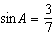 sin A = 3/7